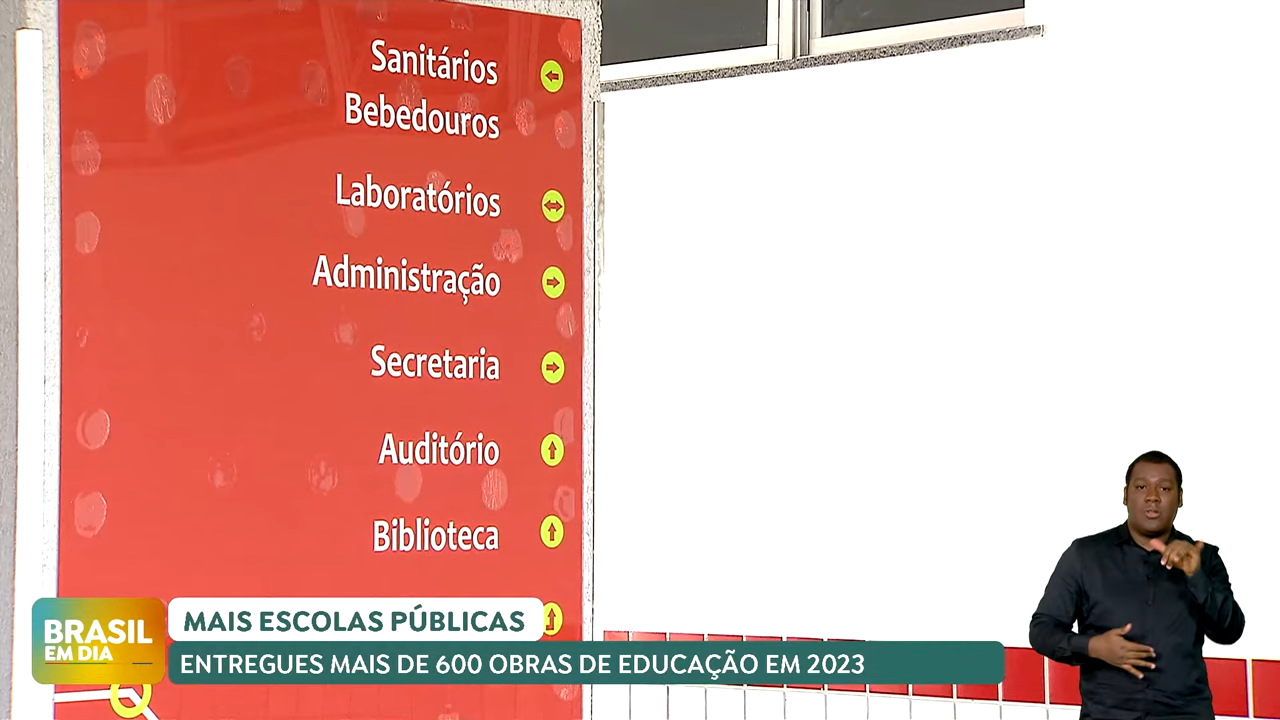 Sanitários
Bebedouros
Laboratórios
Administração
Secretaria
Auditório
Biblioteca
BRASIL
EM DIA
MAIS ESCOLAS PÚBLICAS
ENTREGUES MAIS DE 600 OBRAS DE EDUCAÇÃO EM 2023